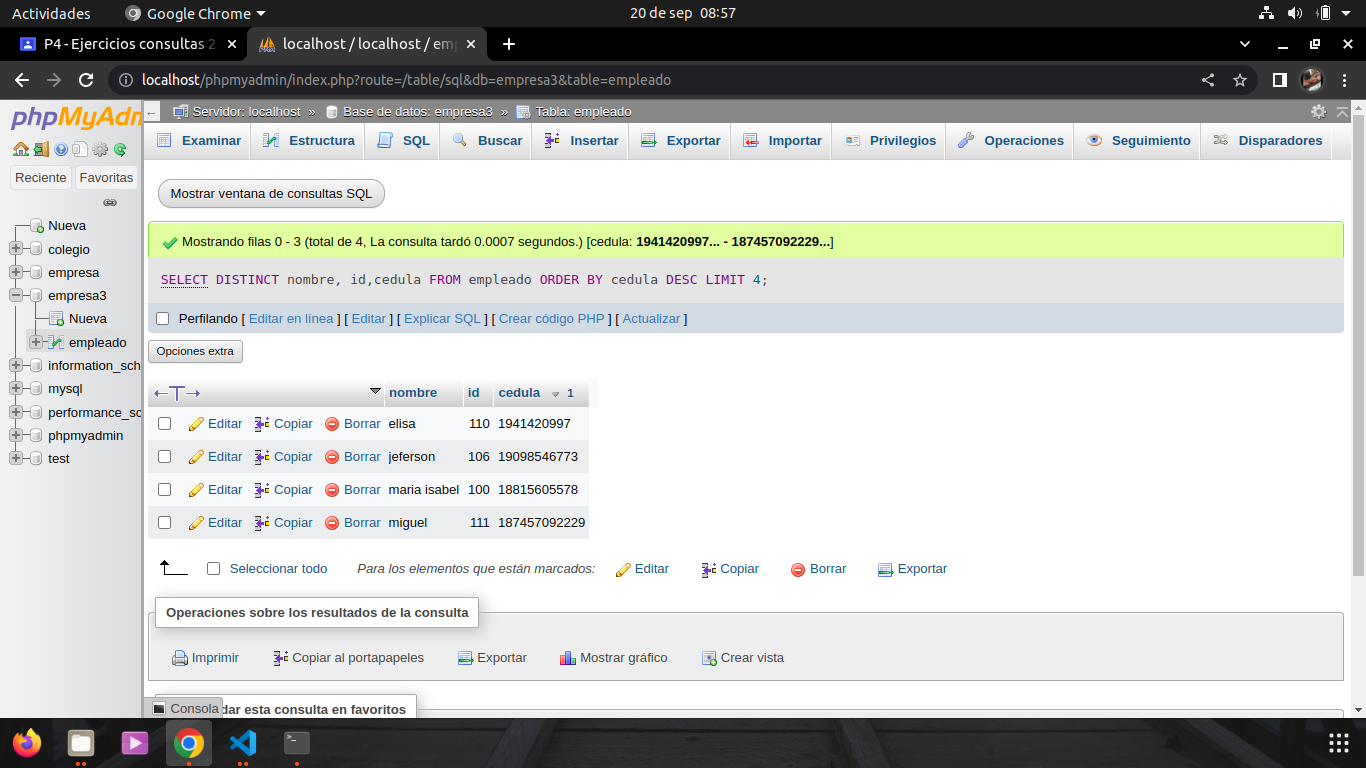 Actividades Google Chrome 20 de sep 08:57
P4 - Ejercicios consultas 2 localhost / localhost / emp
localhost/phpmyadmin/index.php?route=/table/sql&db=empresa3&table=empleado
phpMyAdm
Servidor: localhost » Base de datos: empresa3 » Tabla: empleado
Examinar Estructura SQL Buscar Insertar Exportar Importar Privilegios Operaciones Seguimiento Disparadores
Reciente Favoritas
Nueva
colegio
empresa
empresa3
Nueva
empleado
information_sch
mysql
performance_sc
phpmyadmin
test
Mostrar ventana de consultas SQL
Mostrando filas 0 - 3 (total de 4, La consulta tardó 0.0007 segundos.) [cedula: 1941420997... - 187457092229...]
SELECT DISTINCT nombre, id,cedula FROM empleado ORDER BY cedula DESC LIMIT 4;
Perfilando [ Editar en línea ] [ Editar ] [ Explicar SQL ] [ Crear código PHP ] [ Actualizar ]
Opciones extra
nombre id cedula 1
Editar Copiar Borrar elisa 110 1941420997
Editar Copiar Borrar jeferson 106 19098546773
Editar Copiar Borrar maria isabel 100 18815605578
Editar Copiar Borrar miguel 111 187457092229
Seleccionar todo Para los elementos que están marcados: Editar Copiar Borrar Exportar
Operaciones sobre los resultados de la consulta
Imprimir Copiar al portapapeles Exportar Mostrar gráfico Crear vista
Consola dar esta consulta en favoritos